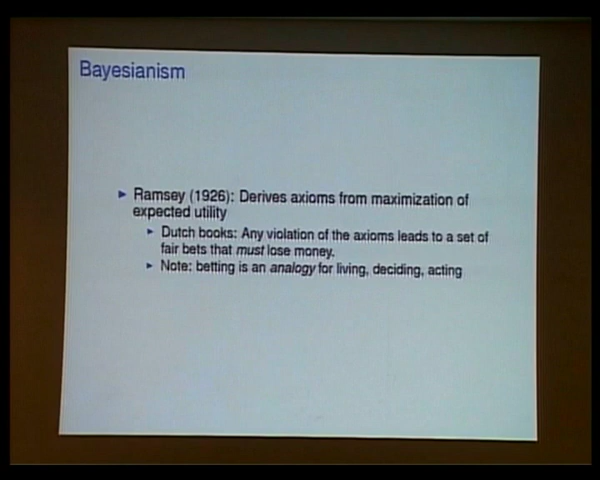 Bayesianism
► Ramsey (1926): Derives axioms from maximization of
expected utility
► Dutch books: Any violation of the axioms leads to a set of
fair bets that must lose money.
► Note: betting is an analogy for living, deciding, acting